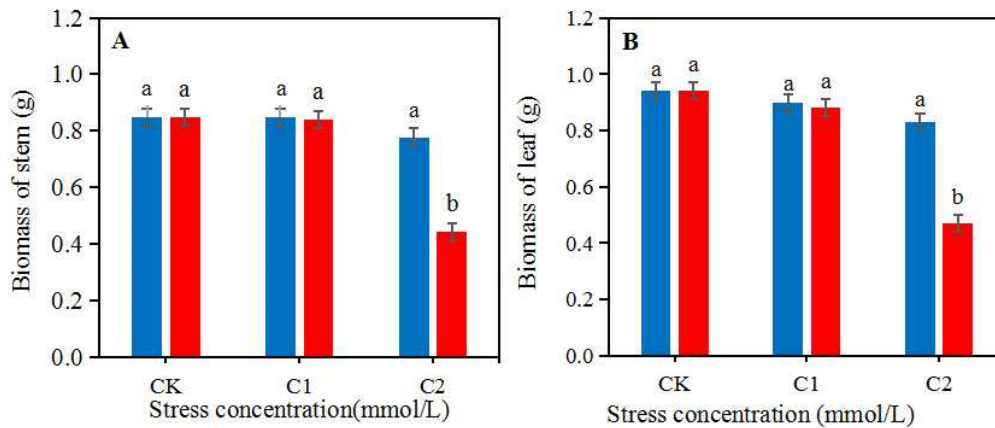 A
Biomass of stem (g)
1.2
1.0
0.8
0.6
0.4
0.2
0.0
a a
a a
a
b
CK C1 C2
Stress concentration(mmol/L)
B
Biomass of leaf (g)
1.2
1.0
0.8
0.6
0.4
0.2
0.0
a a
a a
a
b
CK C1 C2
Stress concentration (mmol/L)